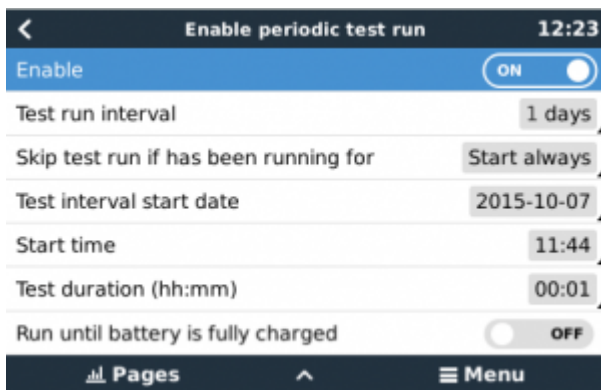 Enable periodic test run 12:23
Enable ON
Test run interval 1 days
Skip test run if has been running for Start always
Test interval start date 2015-10-07
Start time 11:44
Test duration (hh:mm) 00:01
Run until battery is fully charged OFF
Pages Menu